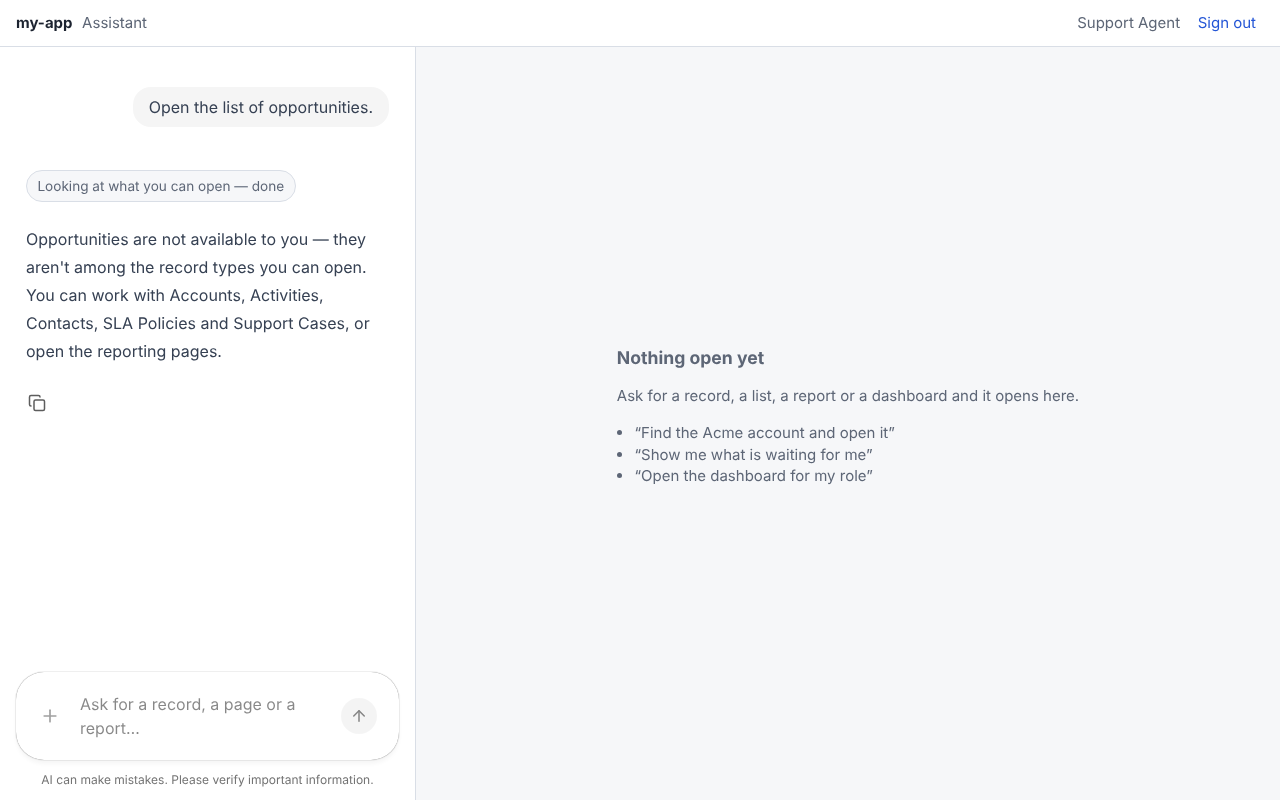 my-app Assistant
Support Agent Sign out
Open the list of opportunities.
Looking at what you can open — done
Opportunities are not available to you — they
aren't among the record types you can open.
You can work with Accounts, Activities,
Contacts, SLA Policies and Support Cases, or
open the reporting pages.
Nothing open yet
Ask for a record, a list, a report or a dashboard and it opens here.
• “Find the Acme account and open it”
• “Show me what is waiting for me”
• “Open the dashboard for my role”
Ask for a record, a page or a
report...
AI can make mistakes. Please verify important information.